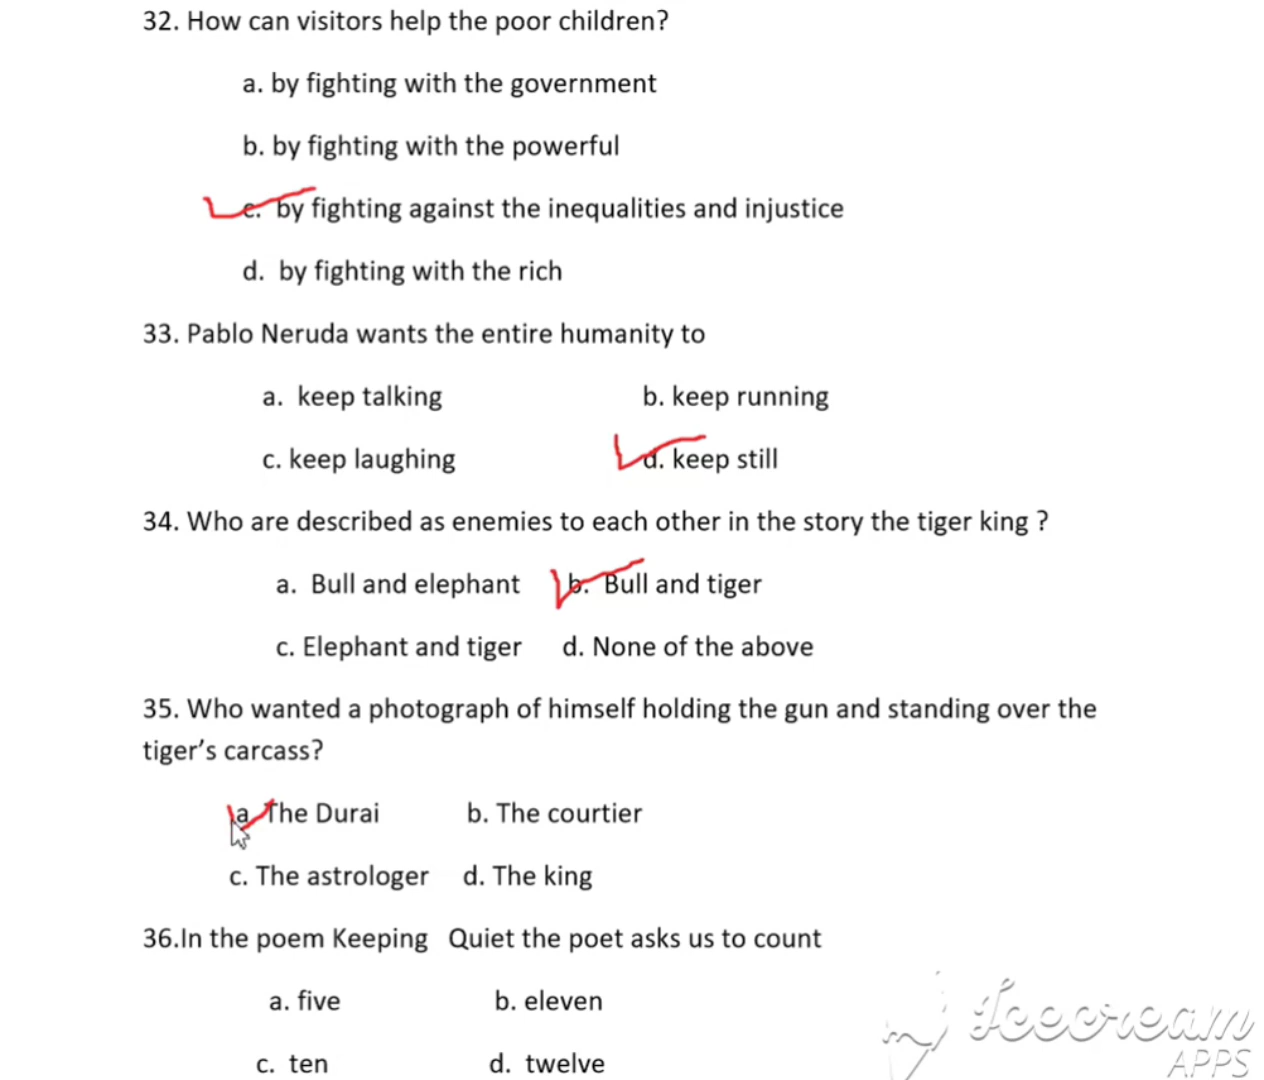 32. How can visitors help the poor children?
a. by fighting with the government
b. by fighting with the powerful
c. by fighting against the inequalities and injustice
d. by fighting with the rich
33. Pablo Neruda wants the entire humanity to
a. keep talking b. keep running
c. keep laughing d. keep still
34. Who are described as enemies to each other in the story the tiger king ?
a. Bull and elephant b. Bull and tiger
c. Elephant and tiger d. None of the above
35. Who wanted a photograph of himself holding the gun and standing over the
tiger's carcass?
a The Durai b. The courtier
c. The astrologer d. The king
36.In the poem Keeping Quiet the poet asks us to count
a. five b. eleven
c. ten d. twelve
Icecream
APPS